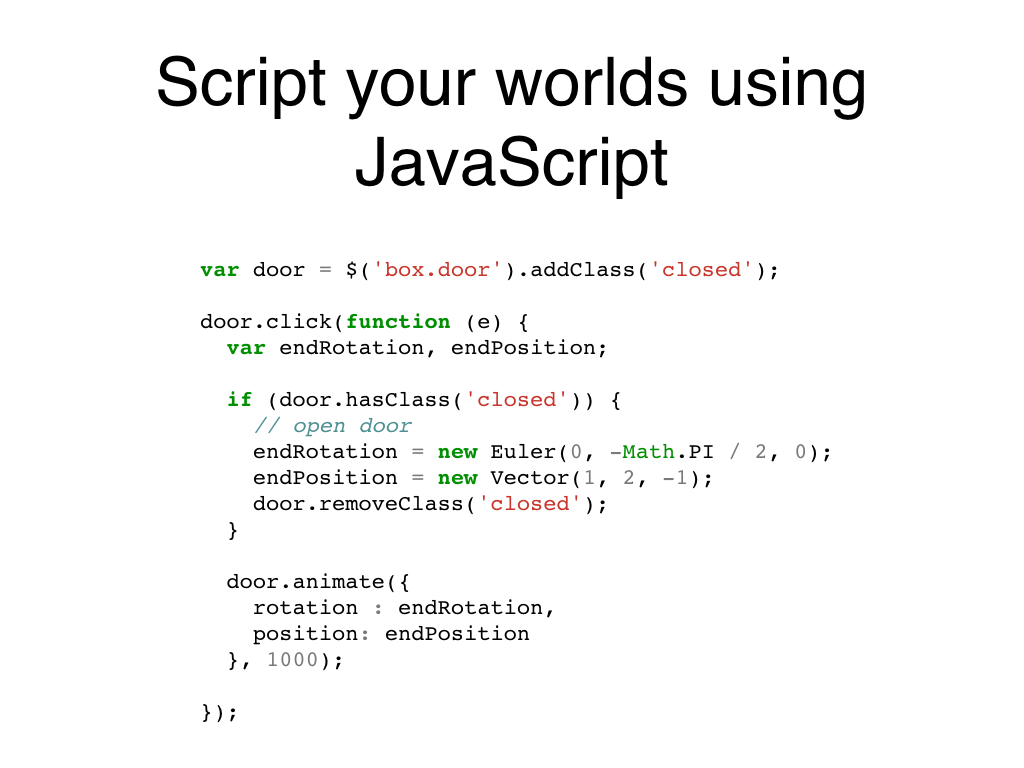 Script your worlds using
JavaScript
var door = $('box.door').addClass('closed');
door.click(function (e) {
  var endRotation, endPosition;
  if (door.hasClass('closed')) {
    // open door
    endRotation = new Euler(0, -Math.PI / 2, 0);
    endPosition = new Vector(1, 2, -1);
    door.removeClass('closed');
  }
  door.animate({
    rotation : endRotation,
    position: endPosition
  }, 1000);
});